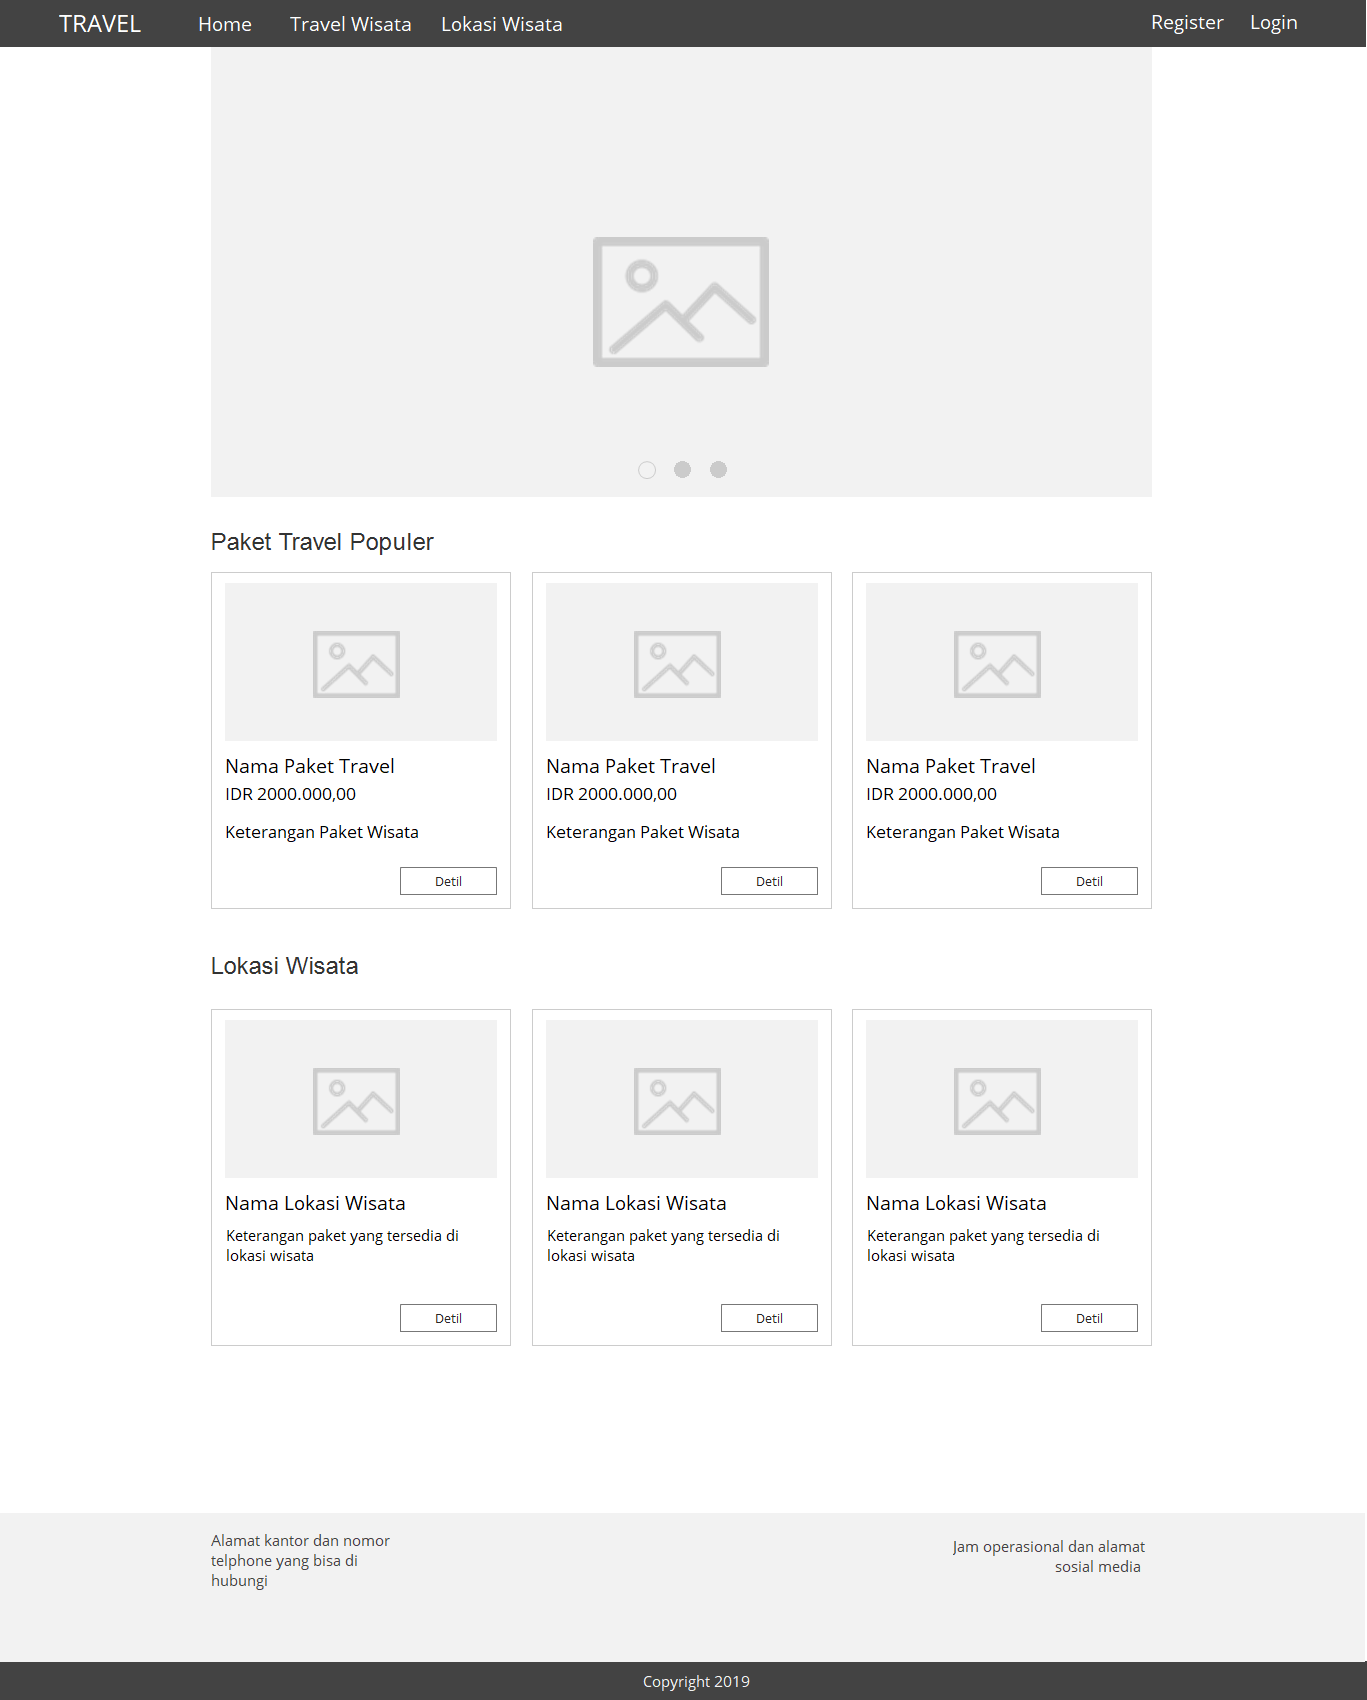 TRAVEL Home Travel Wisata Lokasi Wisata Register Login
Paket Travel Populer
Nama Paket Travel
IDR 2000.000,00
Keterangan Paket Wisata
Detil
Nama Paket Travel
IDR 2000.000,00
Keterangan Paket Wisata
Detil
Nama Paket Travel
IDR 2000.000,00
Keterangan Paket Wisata
Detil
Lokasi Wisata
Nama Lokasi Wisata
Keterangan paket yang tersedia di
lokasi wisata
Detil
Nama Lokasi Wisata
Keterangan paket yang tersedia di
lokasi wisata
Detil
Nama Lokasi Wisata
Keterangan paket yang tersedia di
lokasi wisata
Detil
Alamat kantor dan nomor
telphone yang bisa di
hubungi
Jam operasional dan alamat
sosial media
Copyright 2019